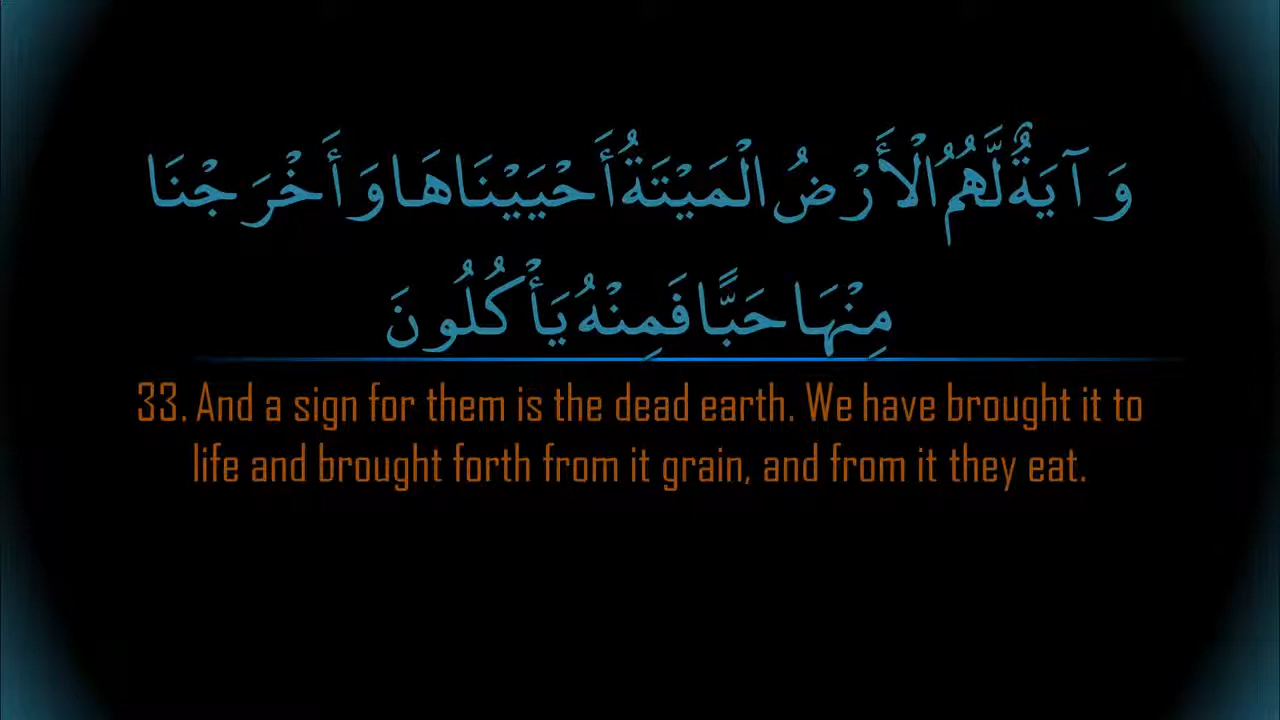 وَآيَةٌ لَّهُمُ الْأَرْضُ الْمَيْتَةُ أَحْيَيْنَاهَا وَأَخْرَجْنَا
مِنْهَا حَبًّا فَمِنْهُ يَأْكُلُونَ
33. And a sign for them is the dead earth. We have brought it to
life and brought forth from it grain, and from it they eat.